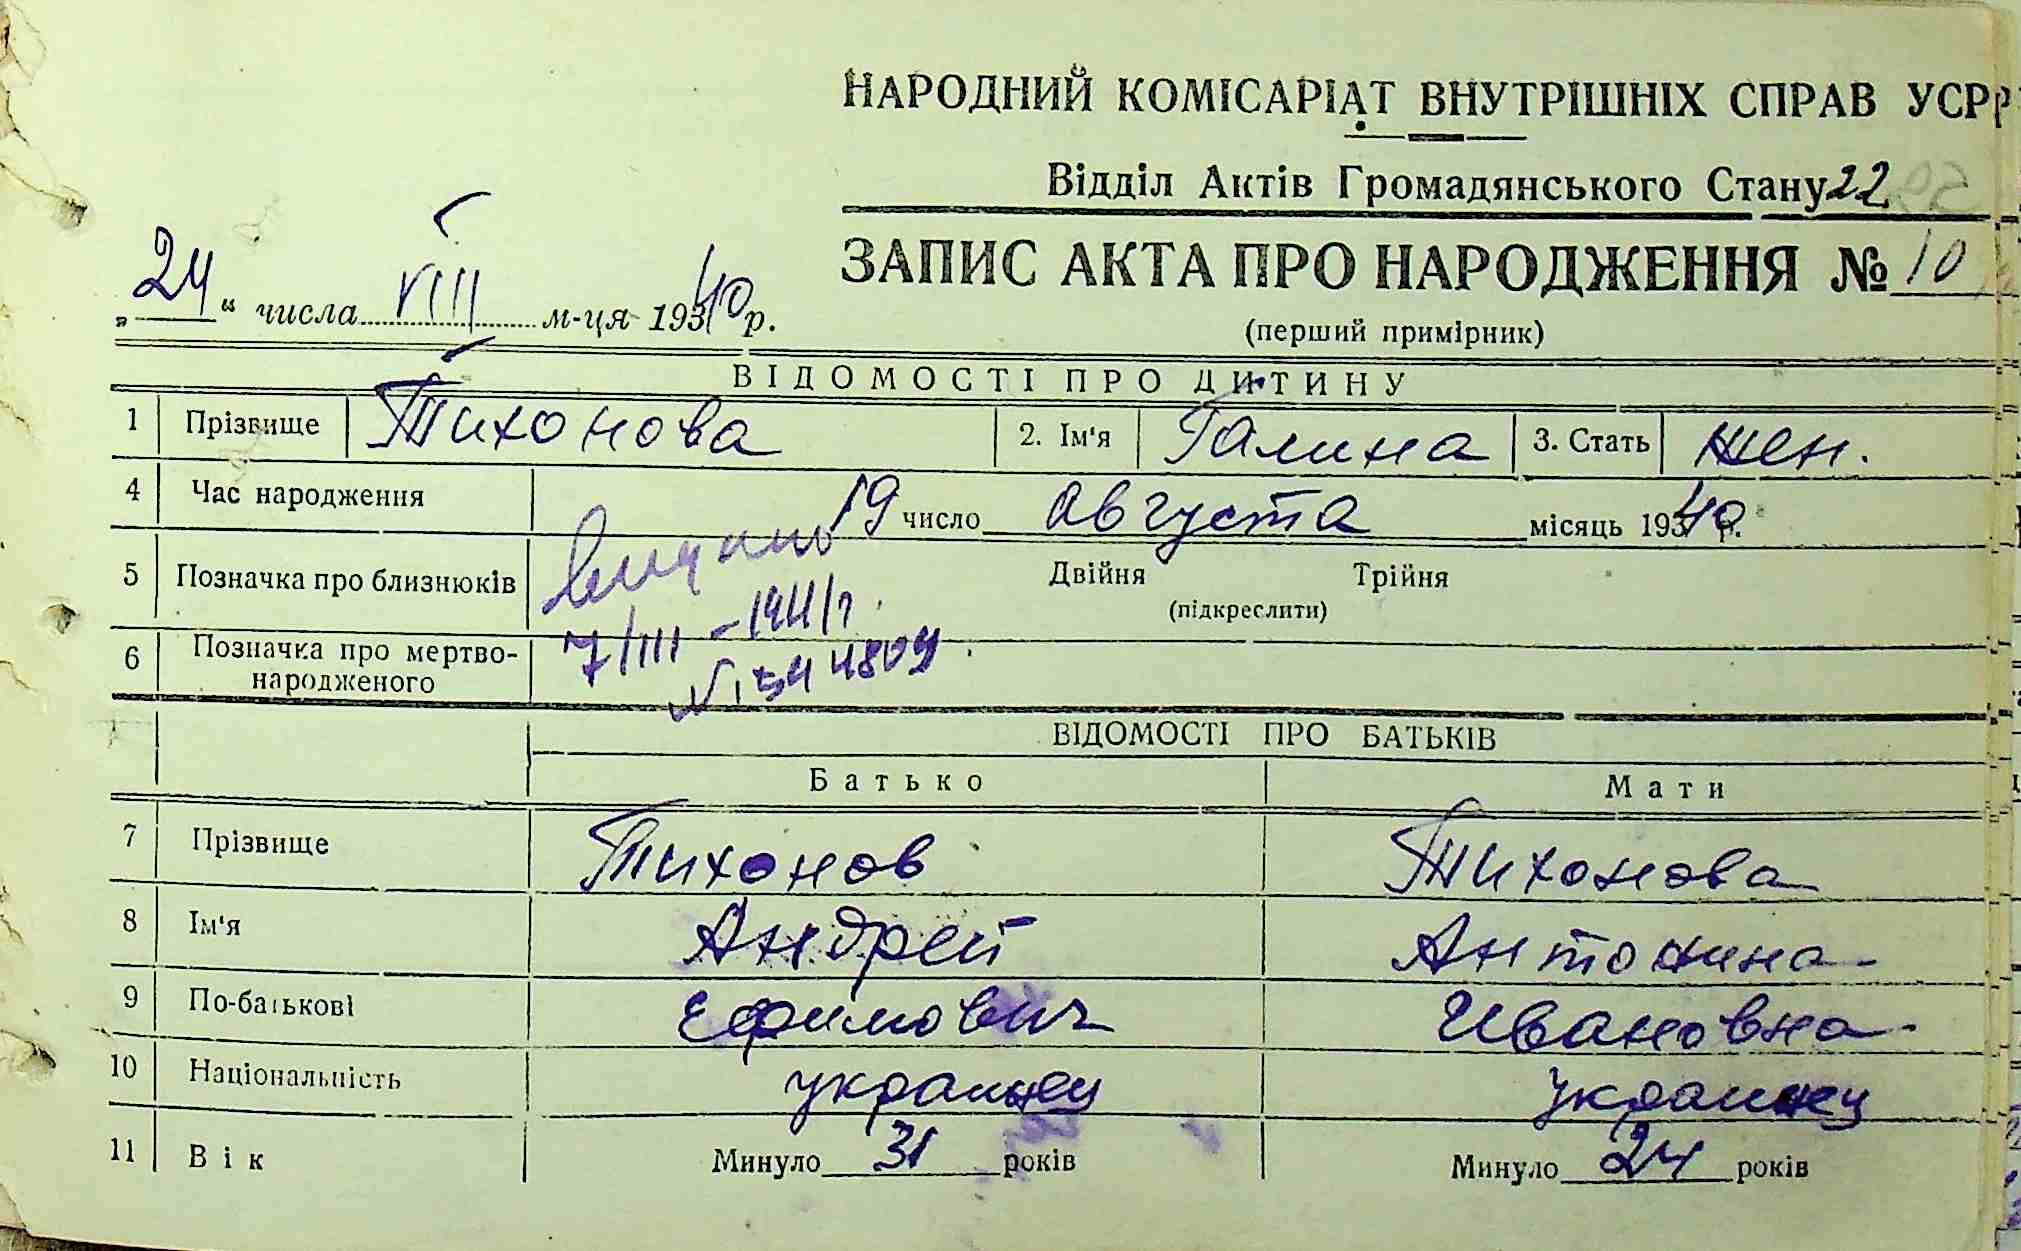 НАРОДНИЙ КОМІСАРІАТ ВНУТРІШНІХ СПРАВ УСРР
Відділ Актів Громадянського Стану 22
ЗАПИС АКТА ПРО НАРОДЖЕННЯ № 10
„24“ числа VIII м-ця 1940 р.
(перший примірник)
ВІДОМОСТІ ПРО ДИТИНУ
1 Прізвище Тихонова 2. Ім'я Галина 3. Стать жен.
4 Час народження 19 число августа місяць 1940 р.
5 Позначка про близнюків Двійня Трійня
(підкреслити)
7/III - 1941 г.
6 Позначка про мертво-
народженого
ВІДОМОСТІ ПРО БАТЬКІВ
Батько Мати
7 Прізвище Тихонов Тихонова
8 Ім'я Андрей Антонина
9 По-батькові Ефимович Ивановна
10 Національність украинец украинец
11 Вік Минуло 31 років Минуло 24 років